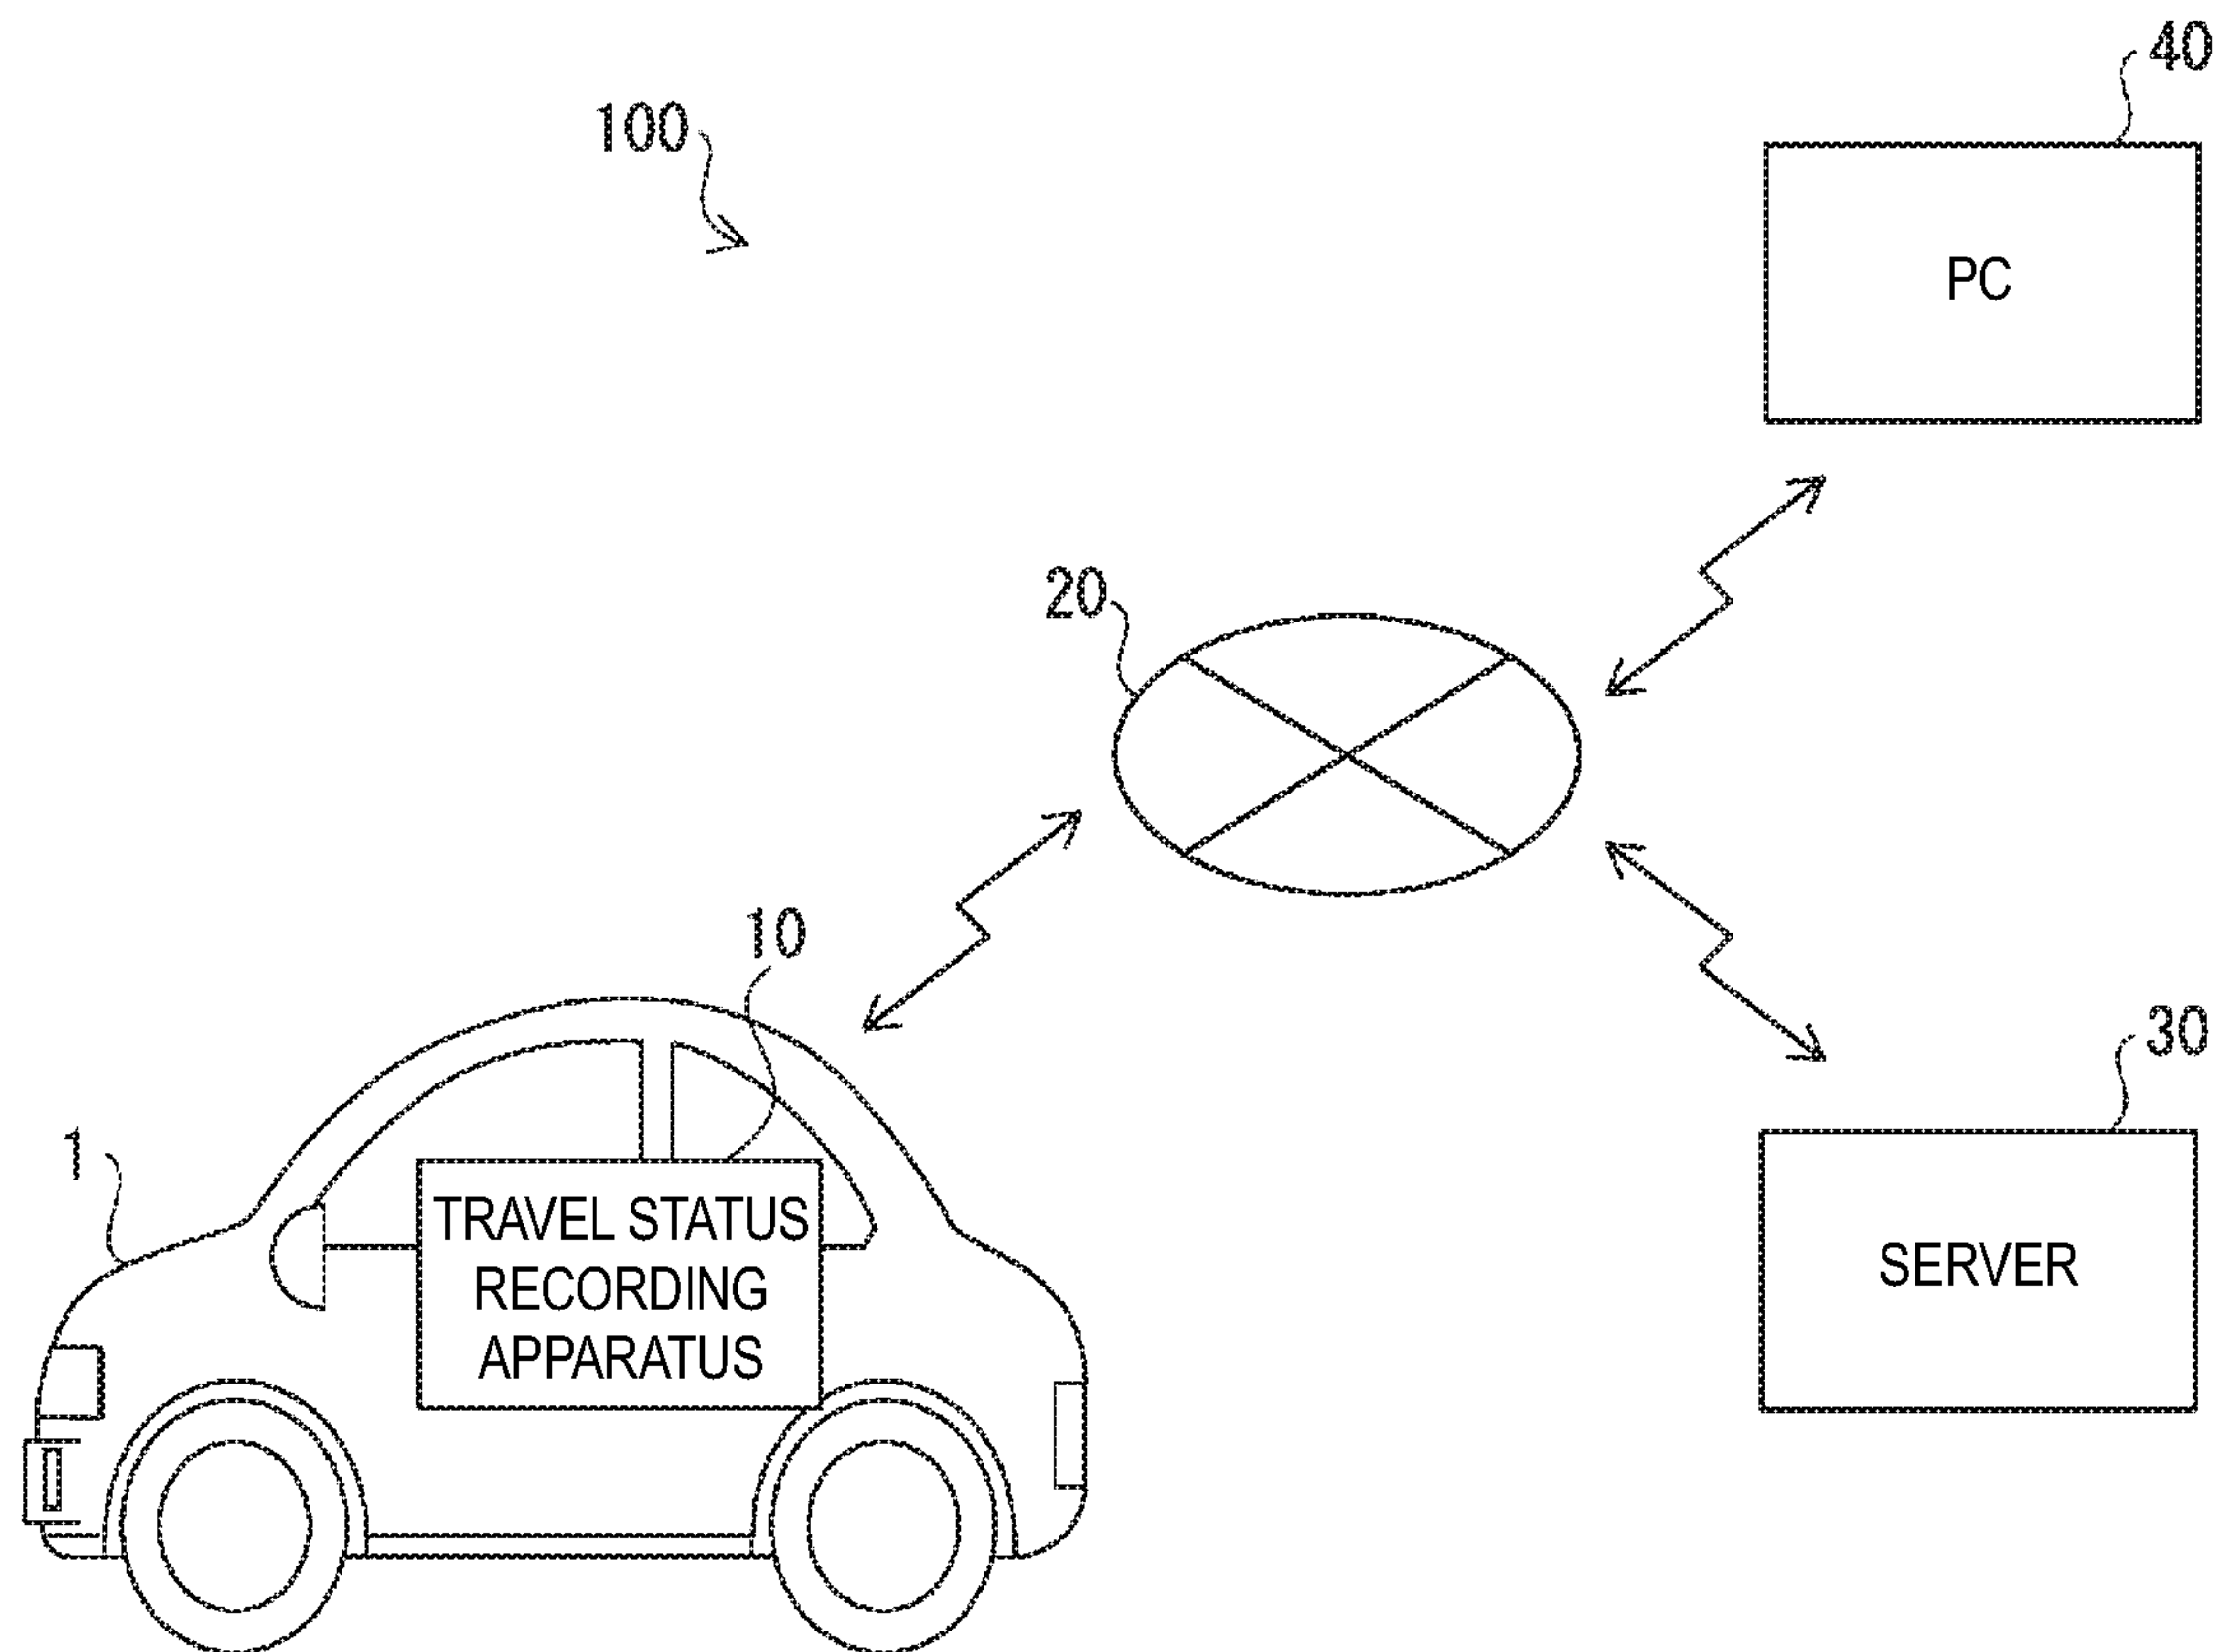 40
100
PC
20
10
30
1
TRAVEL STATUS
RECORDING
APPARATUS
SERVER